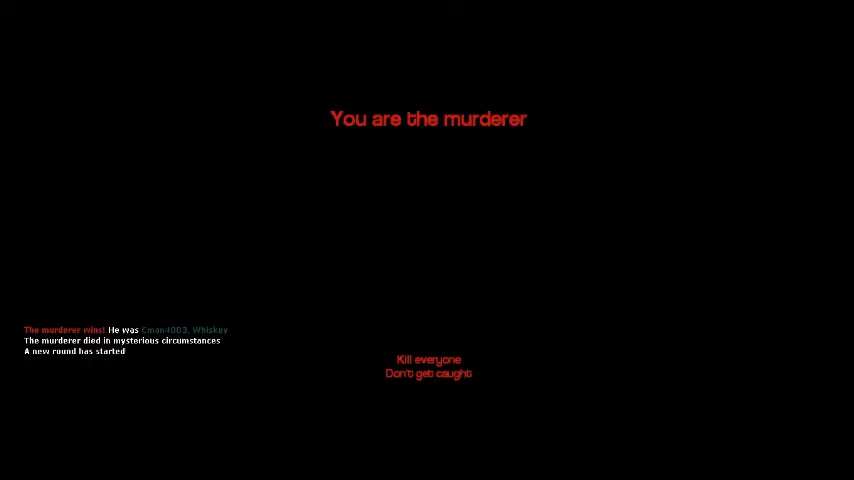 You are the murderer
The murderer wins! He was Cman4003, Whiskey
The murderer died in mysterious circumstances
A new round has started
Kill everyone
Don't get caught